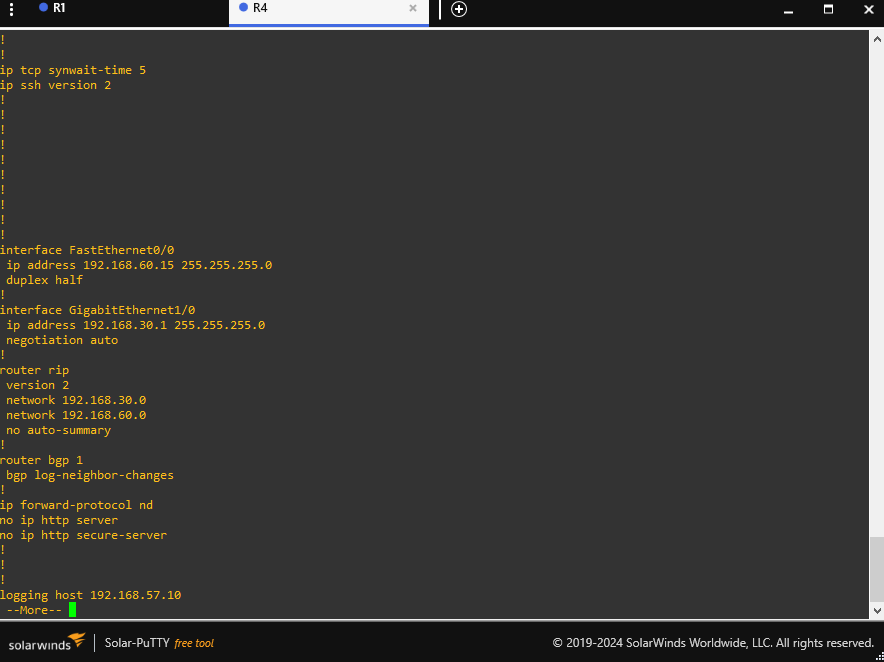 R1
R4
!
!
ip tcp synwait-time 5
ip ssh version 2
!
!
!
!
!
!
!
!
!
!
interface FastEthernet0/0
 ip address 192.168.60.15 255.255.255.0
 duplex half
!
interface GigabitEthernet1/0
 ip address 192.168.30.1 255.255.255.0
 negotiation auto
!
router rip
 version 2
 network 192.168.30.0
 network 192.168.60.0
 no auto-summary
!
router bgp 1
 bgp log-neighbor-changes
!
ip forward-protocol nd
no ip http server
no ip http secure-server
!
!
!
logging host 192.168.57.10
 --More--
solarwinds | Solar-PuTTY free tool
© 2019-2024 SolarWinds Worldwide, LLC. All rights reserved.